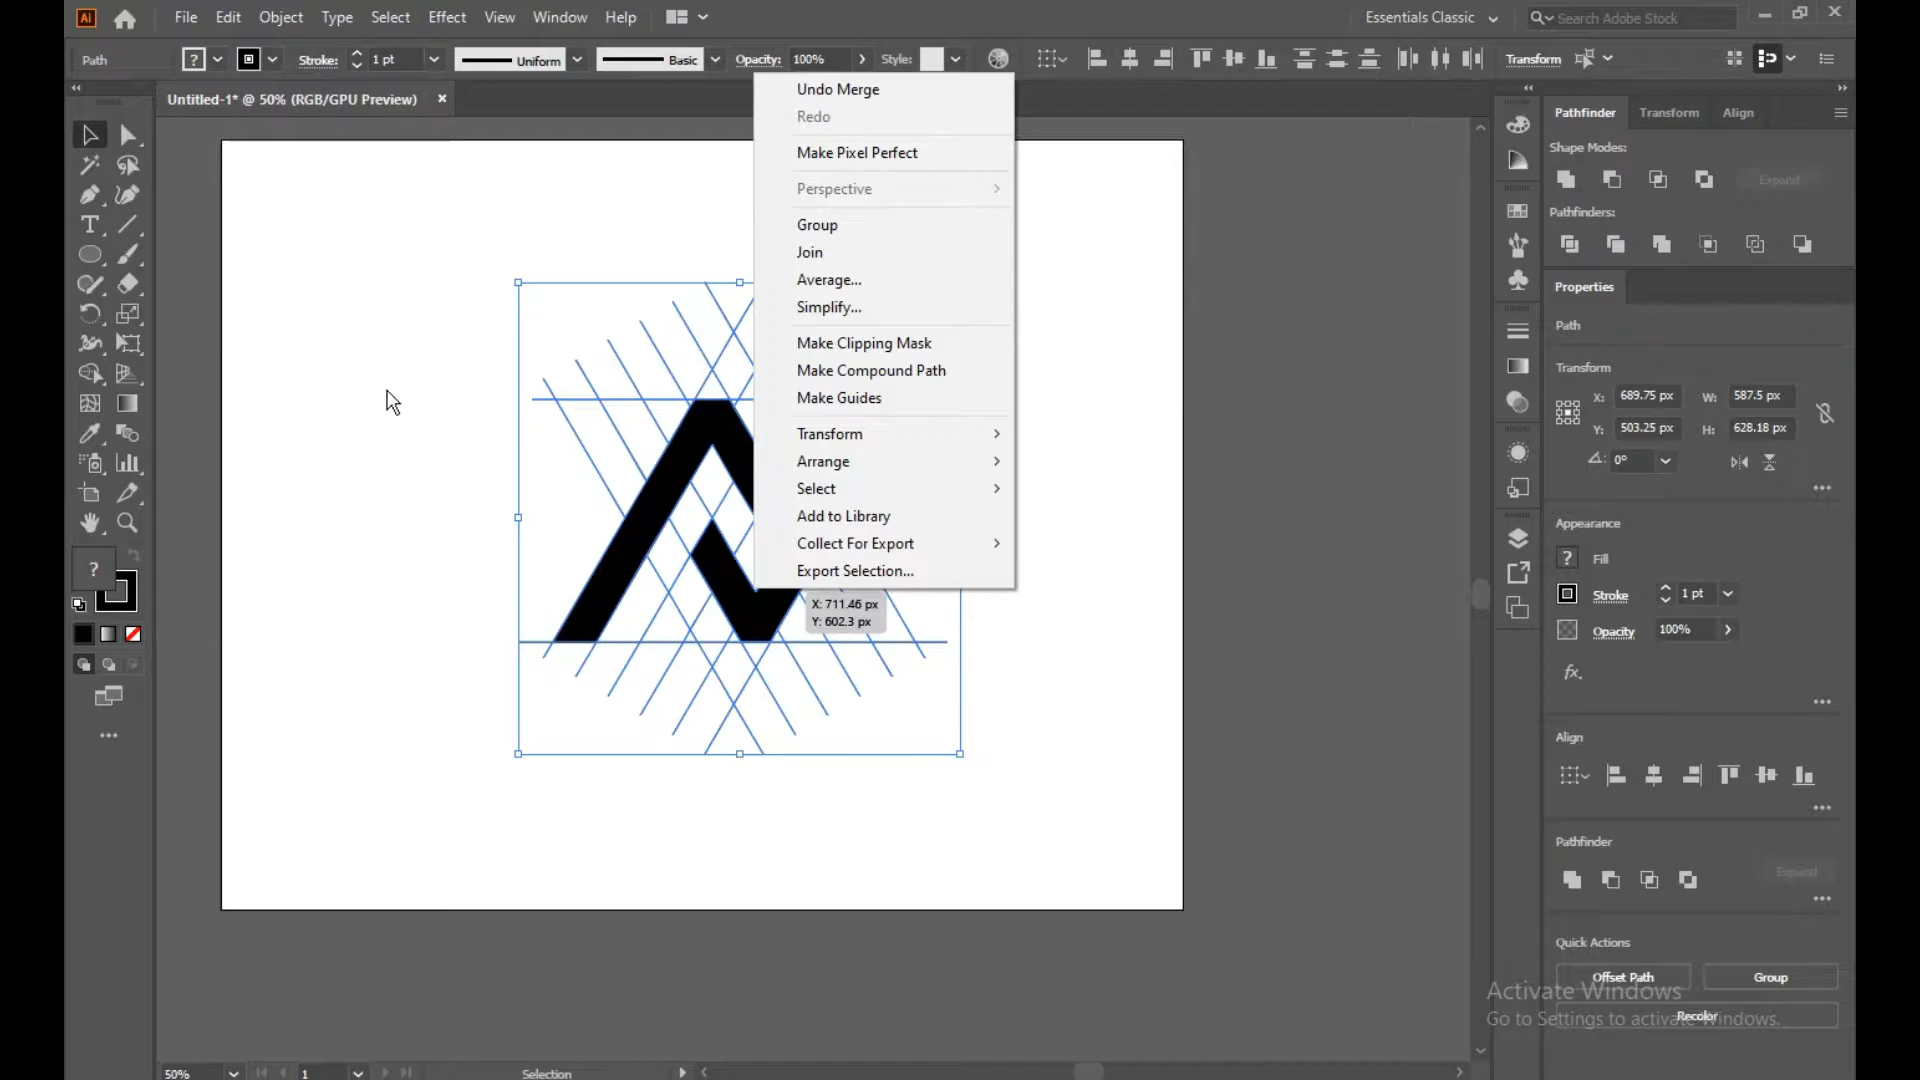 Ai File Edit Object Type Select Effect View Window Help Essentials Classic Search Adobe Stock
Path ? Stroke: 1 pt Uniform Basic Opacity: 100% Style: Transform
Untitled-1* @ 50% (RGB/GPU Preview)
Undo Merge
Redo
Make Pixel Perfect
Perspective
Group
Join
Average...
Simplify...
Make Clipping Mask
Make Compound Path
Make Guides
Transform
Arrange
Select
Add to Library
Collect For Export
Export Selection...
X: 711.46 px
Y: 602.3 px
?
Pathfinder Transform Align
Shape Modes:
Expand
Pathfinders:
Properties
Path
Transform
X: 689.75 px W: 587.5 px
Y: 503.25 px H: 628.18 px
0°
Appearance
? Fill
Stroke 1 pt
Opacity 100%
fx.
Align
Pathfinder
Expand
Quick Actions
Offset Path Group
Recolor
Activate Windows
Go to Settings to activate Windows.
50% 1 Selection